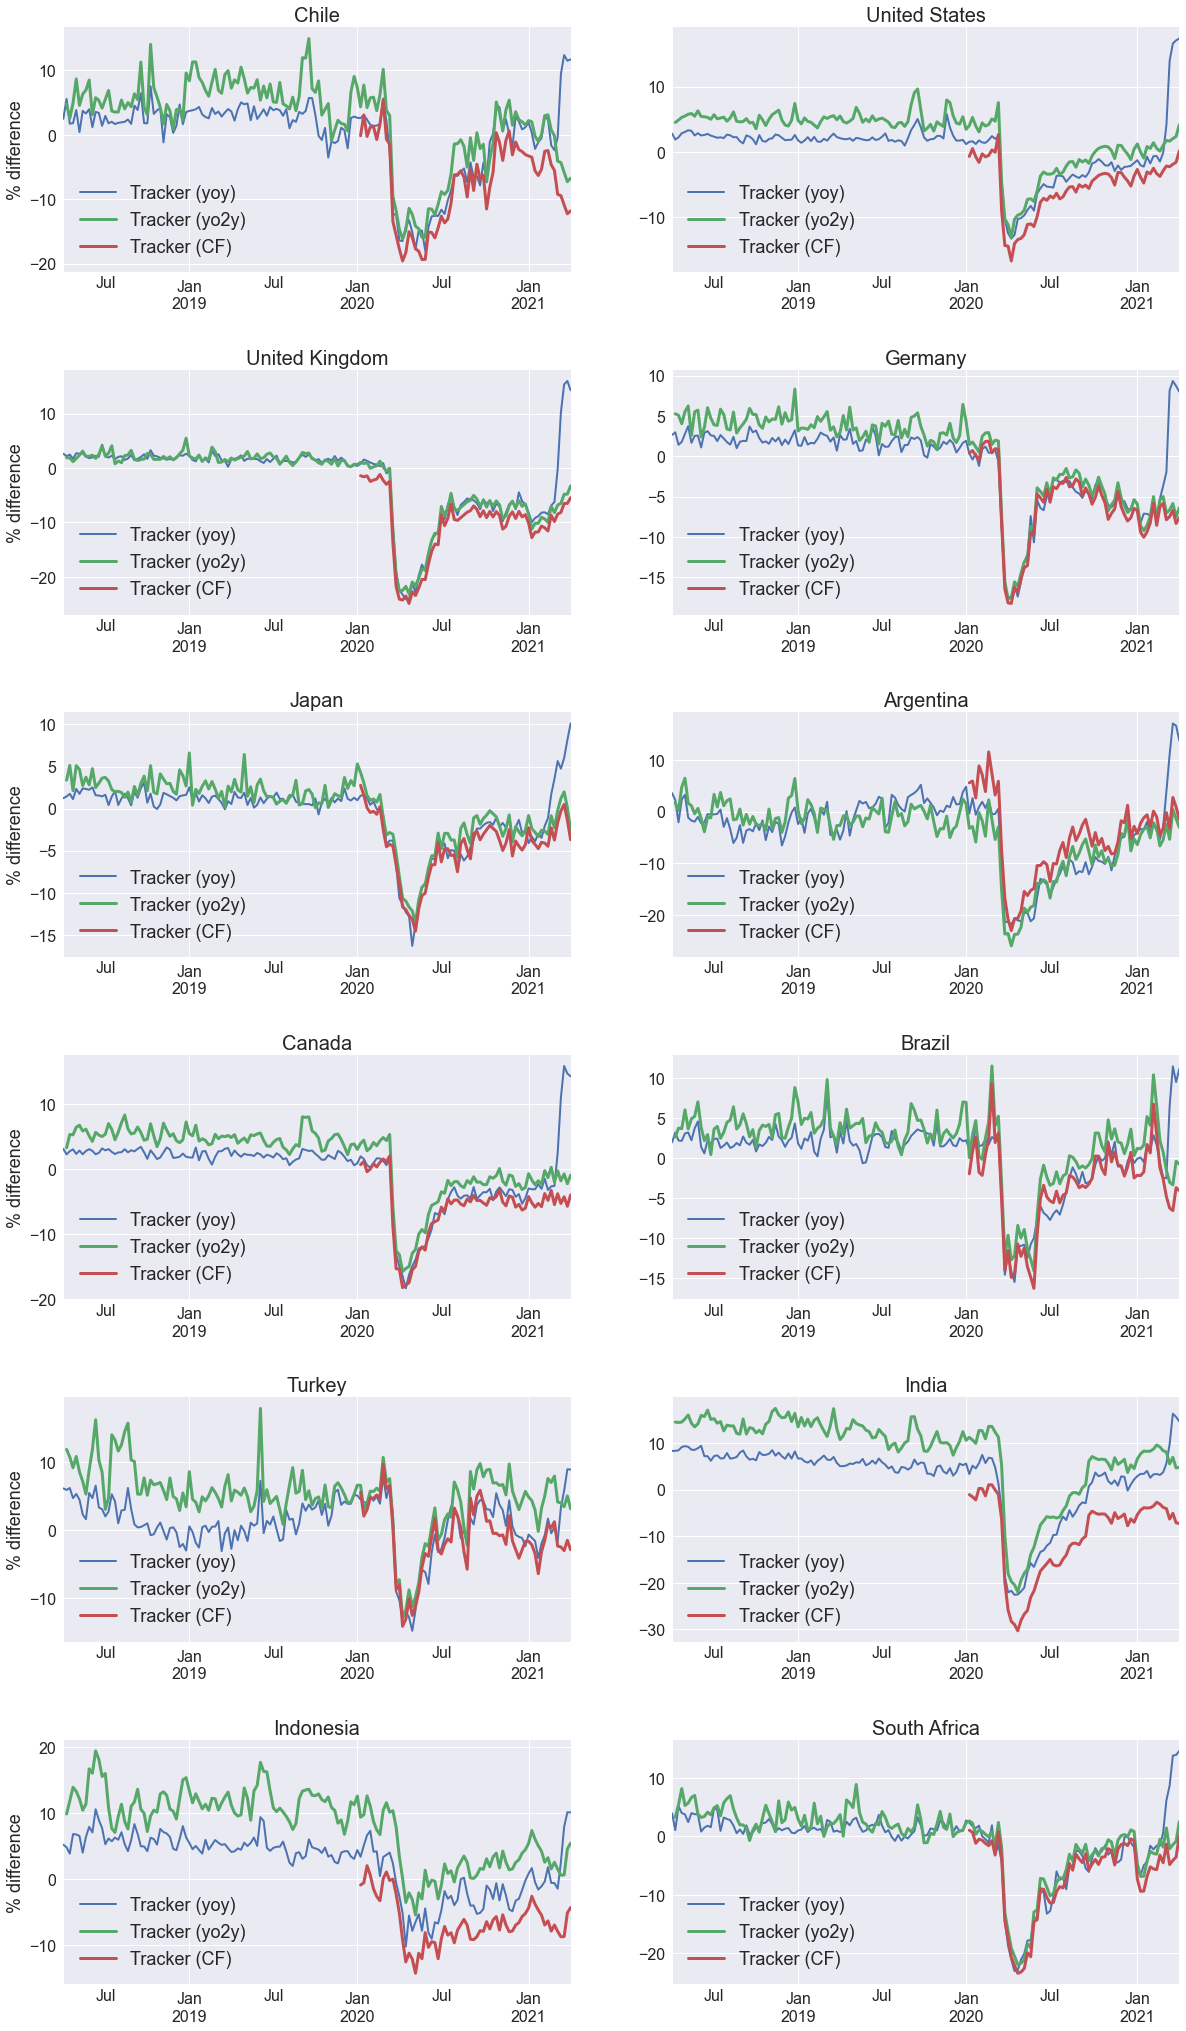 Chile
United States
% difference
10
0
−10
−20
Tracker (yoy)
Tracker (yo2y)
Tracker (CF)
Jul
Jan
2019
Jul
Jan
2020
Jul
Jan
2021
10
0
−10
Tracker (yoy)
Tracker (yo2y)
Tracker (CF)
Jul
Jan
2019
Jul
Jan
2020
Jul
Jan
2021
United Kingdom
Germany
% difference
10
0
−10
−20
Tracker (yoy)
Tracker (yo2y)
Tracker (CF)
Jul
Jan
2019
Jul
Jan
2020
Jul
Jan
2021
10
5
0
−5
−10
−15
Tracker (yoy)
Tracker (yo2y)
Tracker (CF)
Jul
Jan
2019
Jul
Jan
2020
Jul
Jan
2021
Japan
Argentina
% difference
10
5
0
−5
−10
−15
Tracker (yoy)
Tracker (yo2y)
Tracker (CF)
Jul
Jan
2019
Jul
Jan
2020
Jul
Jan
2021
10
0
−10
−20
Tracker (yoy)
Tracker (yo2y)
Tracker (CF)
Jul
Jan
2019
Jul
Jan
2020
Jul
Jan
2021
Canada
Brazil
% difference
10
0
−10
−20
Tracker (yoy)
Tracker (yo2y)
Tracker (CF)
Jul
Jan
2019
Jul
Jan
2020
Jul
Jan
2021
10
5
0
−5
−10
−15
Tracker (yoy)
Tracker (yo2y)
Tracker (CF)
Jul
Jan
2019
Jul
Jan
2020
Jul
Jan
2021
Turkey
India
% difference
10
0
−10
Tracker (yoy)
Tracker (yo2y)
Tracker (CF)
Jul
Jan
2019
Jul
Jan
2020
Jul
Jan
2021
10
0
−10
−20
−30
Tracker (yoy)
Tracker (yo2y)
Tracker (CF)
Jul
Jan
2019
Jul
Jan
2020
Jul
Jan
2021
Indonesia
South Africa
% difference
20
10
0
−10
Tracker (yoy)
Tracker (yo2y)
Tracker (CF)
Jul
Jan
2019
Jul
Jan
2020
Jul
Jan
2021
10
0
−10
−20
Tracker (yoy)
Tracker (yo2y)
Tracker (CF)
Jul
Jan
2019
Jul
Jan
2020
Jul
Jan
2021